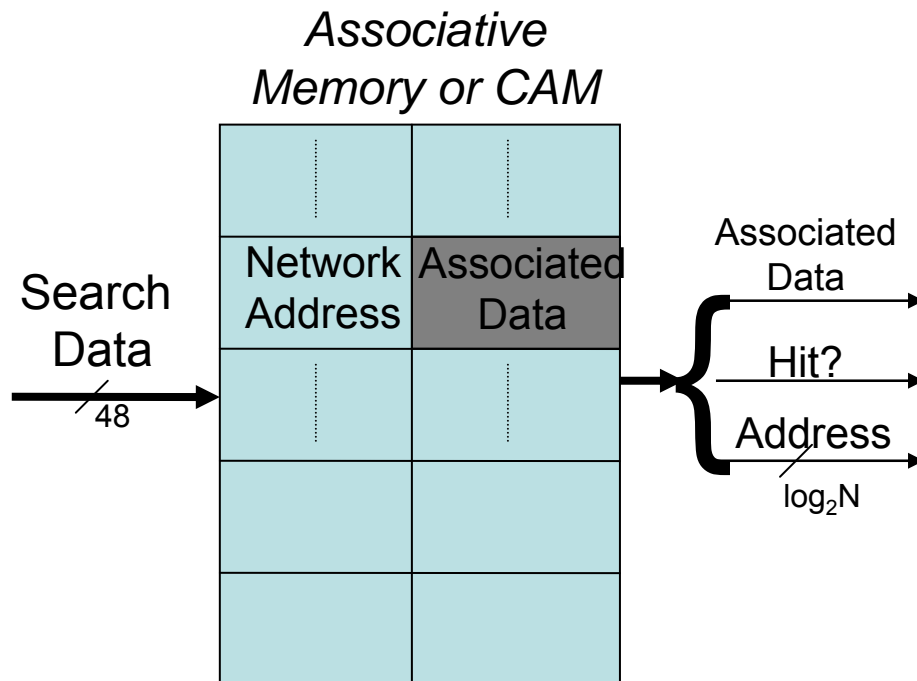 Associative
Memory or CAM
Search
Data
48
Network
Address
Associated
Data
Associated
Data
Hit?
Address
log₂N